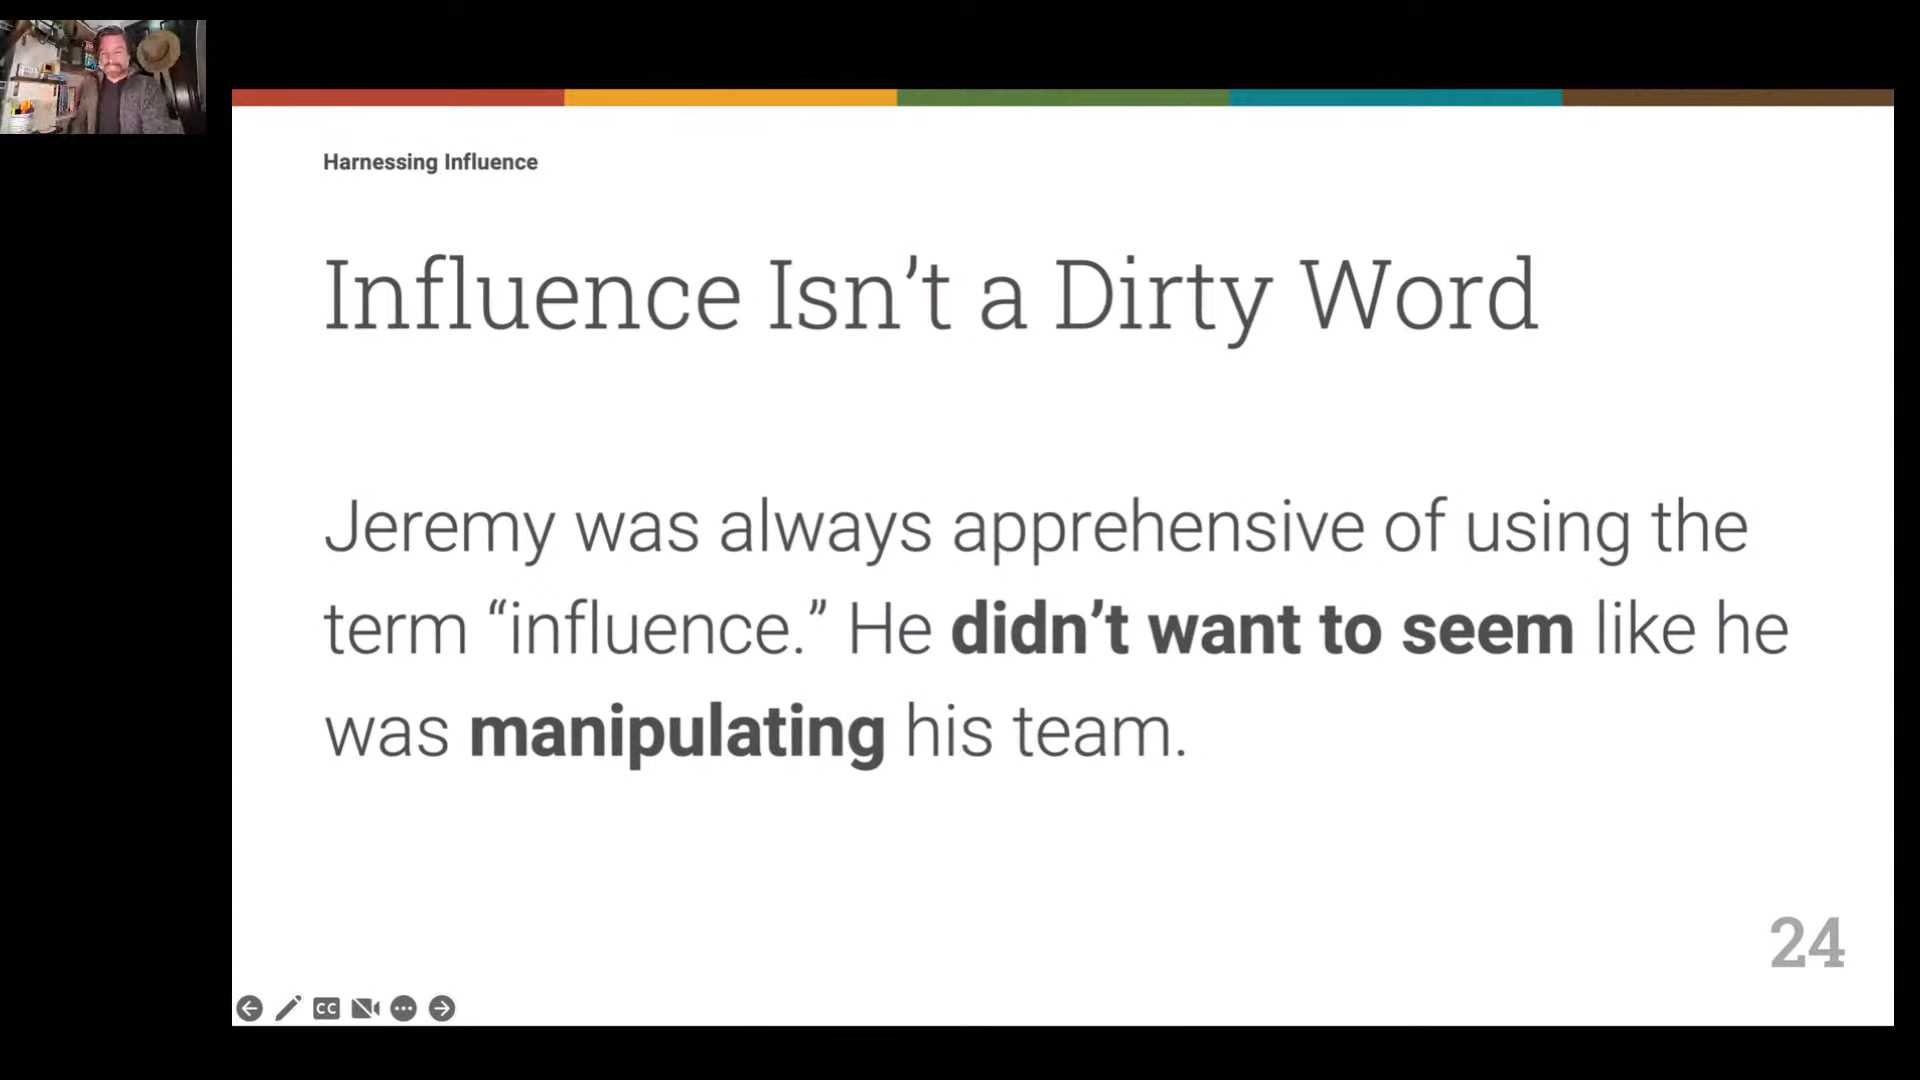 Harnessing Influence
Influence Isn’t a Dirty Word
Jeremy was always apprehensive of using the
term “influence.” He didn’t want to seem like he
was manipulating his team.
24
CC